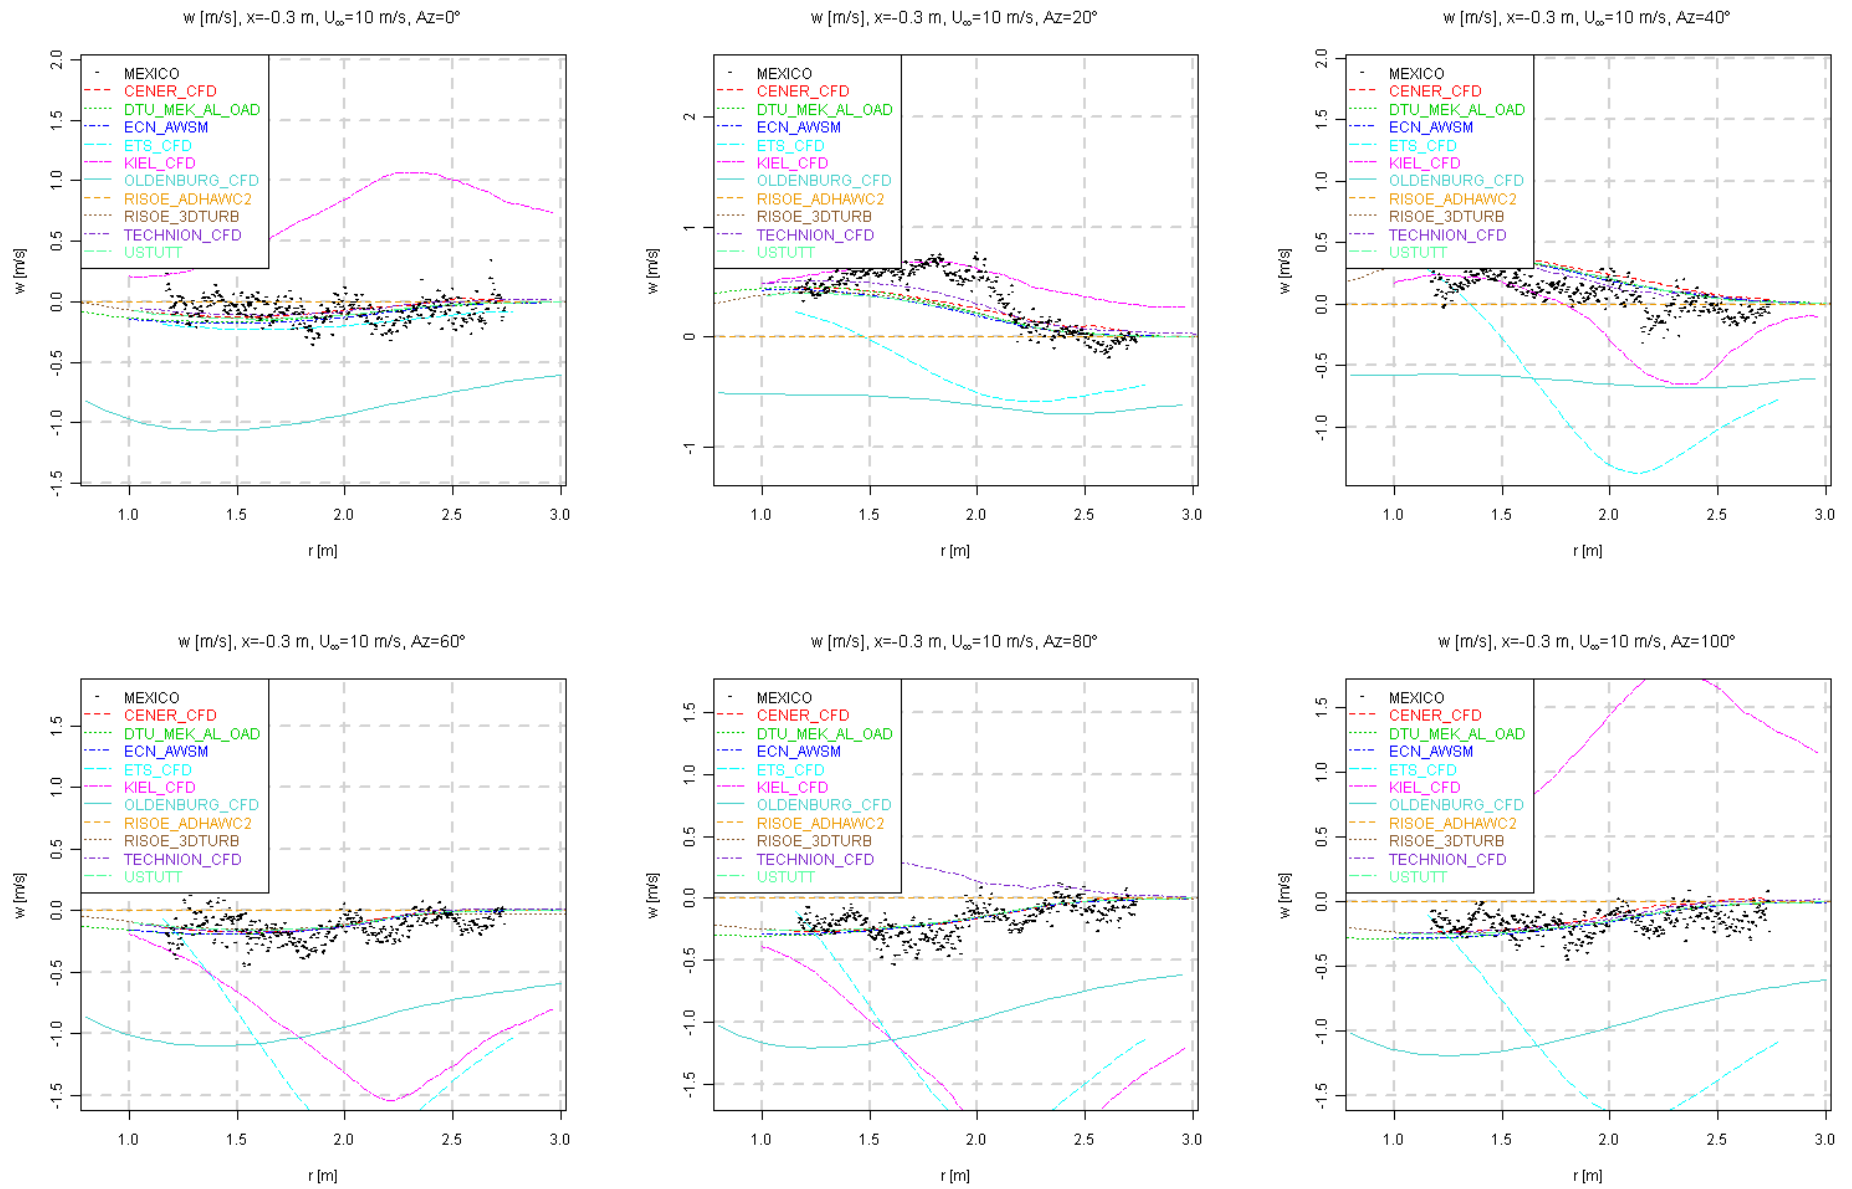 w [m/s], x=-0.3 m, U∞=10 m/s, Az=0°
2.0
1.5
1.0
0.5
0.0
-0.5
-1.0
-1.5
w [m/s]
MEXICO
CENER_CFD
DTU_MEK_AL_OAD
ECN_AWSM
ETS_CFD
KIEL_CFD
OLDENBURG_CFD
RISOE_ADHAWC2
RISOE_3DTURB
TECHNION_CFD
USTUTT
1.0 1.5 2.0 2.5 3.0
r [m]
w [m/s], x=-0.3 m, U∞=10 m/s, Az=20°
2
1
0
-1
w [m/s]
MEXICO
CENER_CFD
DTU_MEK_AL_OAD
ECN_AWSM
ETS_CFD
KIEL_CFD
OLDENBURG_CFD
RISOE_ADHAWC2
RISOE_3DTURB
TECHNION_CFD
USTUTT
1.0 1.5 2.0 2.5 3.0
r [m]
w [m/s], x=-0.3 m, U∞=10 m/s, Az=40°
2.0
1.5
1.0
0.5
0.0
-0.5
-1.0
w [m/s]
MEXICO
CENER_CFD
DTU_MEK_AL_OAD
ECN_AWSM
ETS_CFD
KIEL_CFD
OLDENBURG_CFD
RISOE_ADHAWC2
RISOE_3DTURB
TECHNION_CFD
USTUTT
1.0 1.5 2.0 2.5 3.0
r [m]
w [m/s], x=-0.3 m, U∞=10 m/s, Az=60°
1.5
1.0
0.5
0.0
-0.5
-1.0
-1.5
w [m/s]
MEXICO
CENER_CFD
DTU_MEK_AL_OAD
ECN_AWSM
ETS_CFD
KIEL_CFD
OLDENBURG_CFD
RISOE_ADHAWC2
RISOE_3DTURB
TECHNION_CFD
USTUTT
1.0 1.5 2.0 2.5 3.0
r [m]
w [m/s], x=-0.3 m, U∞=10 m/s, Az=80°
1.5
1.0
0.5
0.0
-0.5
-1.0
-1.5
w [m/s]
MEXICO
CENER_CFD
DTU_MEK_AL_OAD
ECN_AWSM
ETS_CFD
KIEL_CFD
OLDENBURG_CFD
RISOE_ADHAWC2
RISOE_3DTURB
TECHNION_CFD
USTUTT
1.0 1.5 2.0 2.5 3.0
r [m]
w [m/s], x=-0.3 m, U∞=10 m/s, Az=100°
1.5
1.0
0.5
0.0
-0.5
-1.0
-1.5
w [m/s]
MEXICO
CENER_CFD
DTU_MEK_AL_OAD
ECN_AWSM
ETS_CFD
KIEL_CFD
OLDENBURG_CFD
RISOE_ADHAWC2
RISOE_3DTURB
TECHNION_CFD
USTUTT
1.0 1.5 2.0 2.5 3.0
r [m]